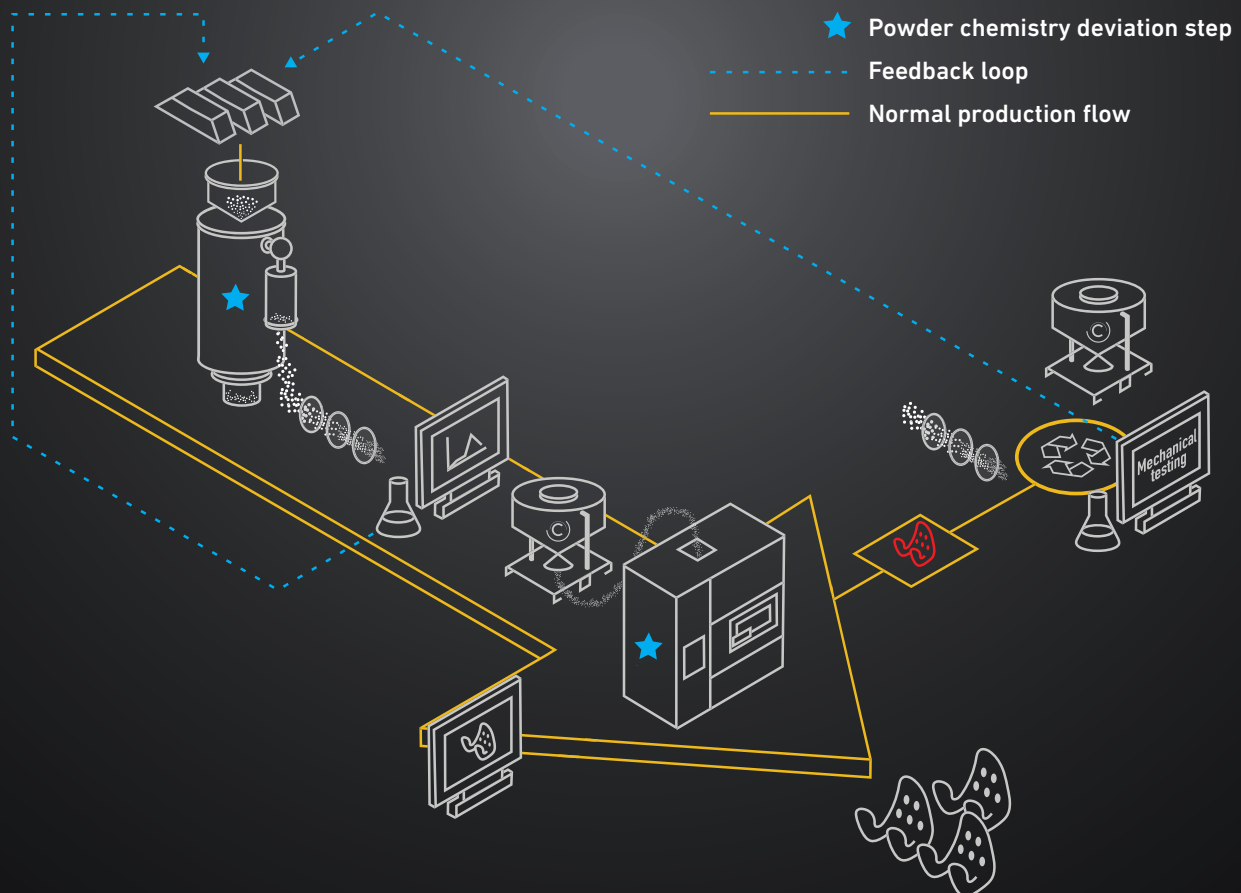 Powder chemistry deviation step
Feedback loop
Normal production flow
C
Mechanical
testing
C